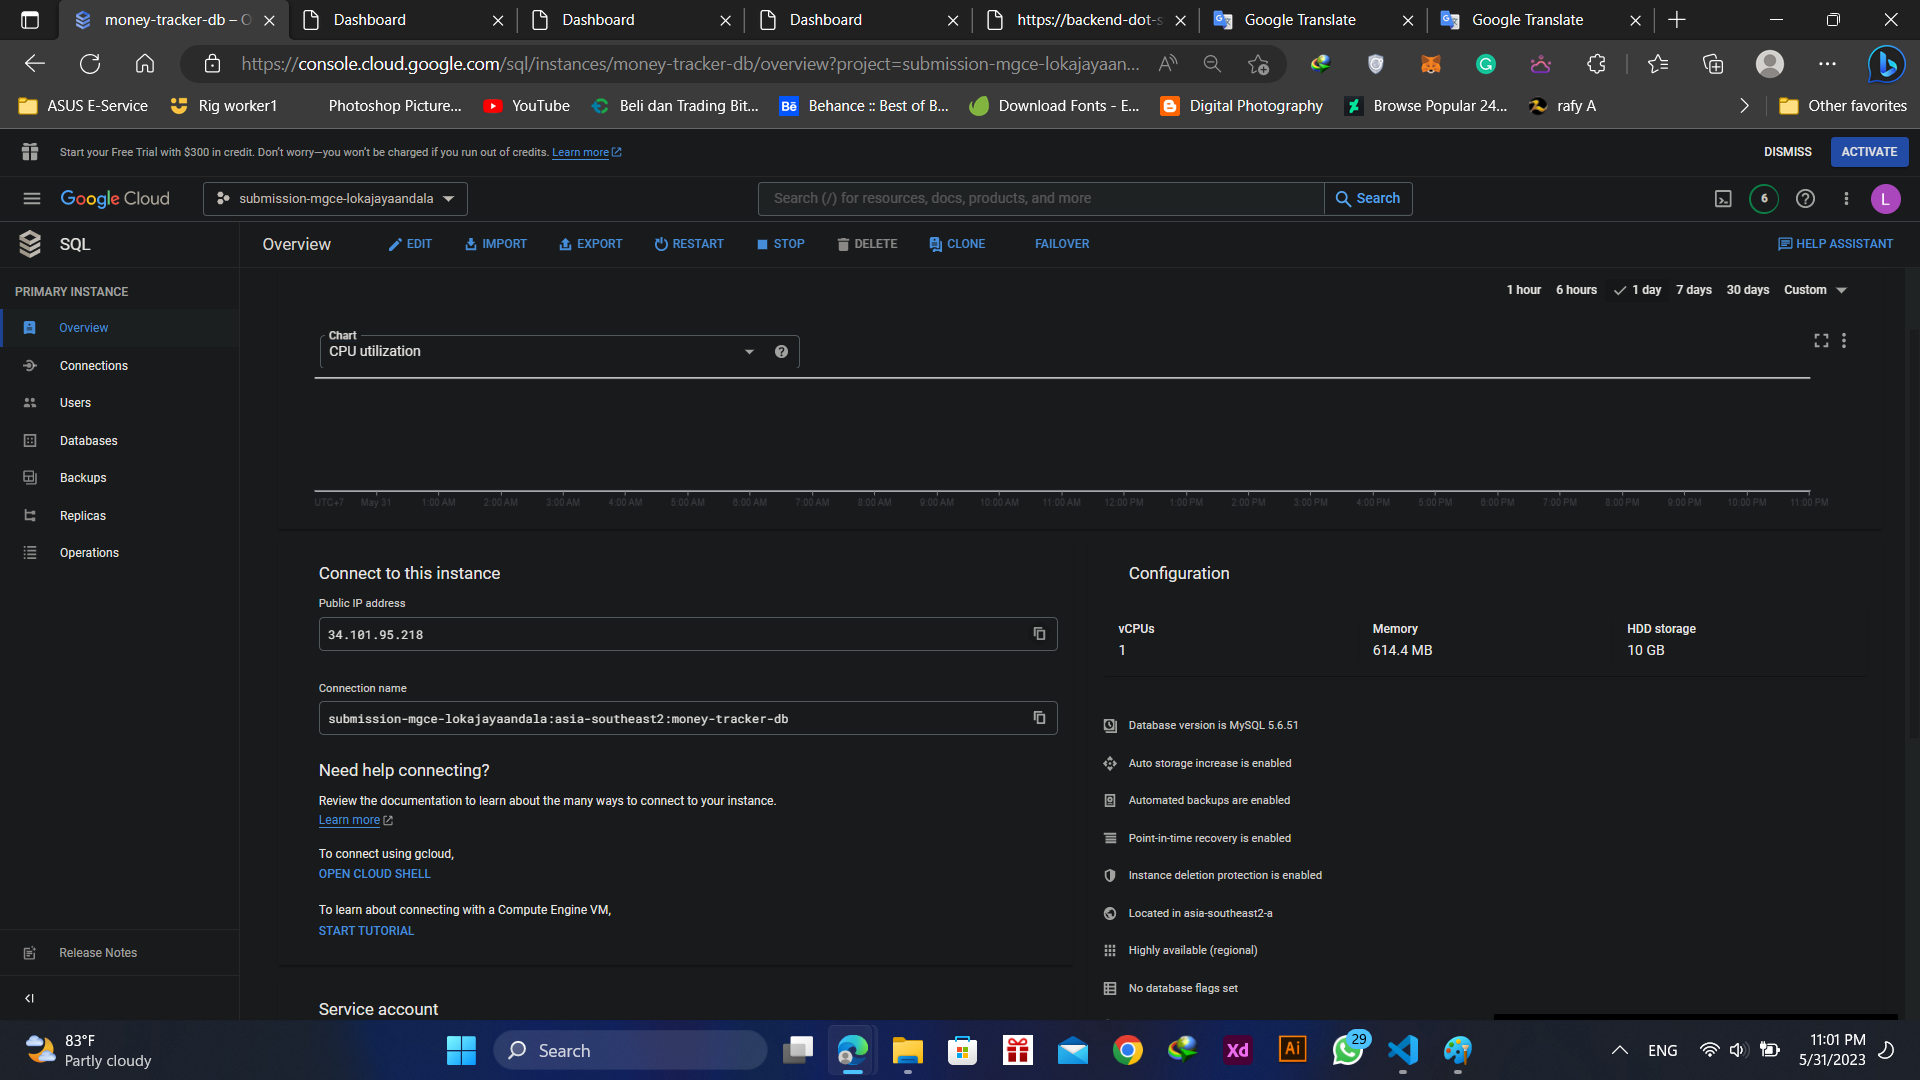 money-tracker-db – O
Dashboard
Dashboard
Dashboard
https://backend-dot-s
Google Translate
Google Translate
https://console.cloud.google.com/sql/instances/money-tracker-db/overview?project=submission-mgce-lokajayaan...
ASUS E-Service
Rig worker1
Photoshop Picture...
YouTube
Beli dan Trading Bit...
Behance :: Best of B...
Download Fonts - E...
Digital Photography
Browse Popular 24...
rafy A
Other favorites
Start your Free Trial with $300 in credit. Don’t worry—you won’t be charged if you run out of credits. Learn more
DISMISS
ACTIVATE
Google Cloud
submission-mgce-lokajayaandala
Search (/) for resources, docs, products, and more
Search
6
L
SQL
Overview
EDIT
IMPORT
EXPORT
RESTART
STOP
DELETE
CLONE
FAILOVER
HELP ASSISTANT
PRIMARY INSTANCE
Overview
Connections
Users
Databases
Backups
Replicas
Operations
Release Notes
1 hour
6 hours
1 day
7 days
30 days
Custom
Chart
CPU utilization
UTC+7
May 31
1:00 AM
2:00 AM
3:00 AM
4:00 AM
5:00 AM
6:00 AM
7:00 AM
8:00 AM
9:00 AM
10:00 AM
11:00 AM
12:00 PM
1:00 PM
2:00 PM
3:00 PM
4:00 PM
5:00 PM
6:00 PM
7:00 PM
8:00 PM
9:00 PM
10:00 PM
11:00 PM
Connect to this instance
Public IP address
34.101.95.218
Connection name
submission-mgce-lokajayaandala:asia-southeast2:money-tracker-db
Need help connecting?
Review the documentation to learn about the many ways to connect to your instance.
Learn more
To connect using gcloud,
OPEN CLOUD SHELL
To learn about connecting with a Compute Engine VM,
START TUTORIAL
Service account
Configuration
vCPUs
1
Memory
614.4 MB
HDD storage
10 GB
Database version is MySQL 5.6.51
Auto storage increase is enabled
Automated backups are enabled
Point-in-time recovery is enabled
Instance deletion protection is enabled
Located in asia-southeast2-a
Highly available (regional)
No database flags set
83°F
Partly cloudy
Search
Xd
Ai
29
ENG
11:01 PM
5/31/2023